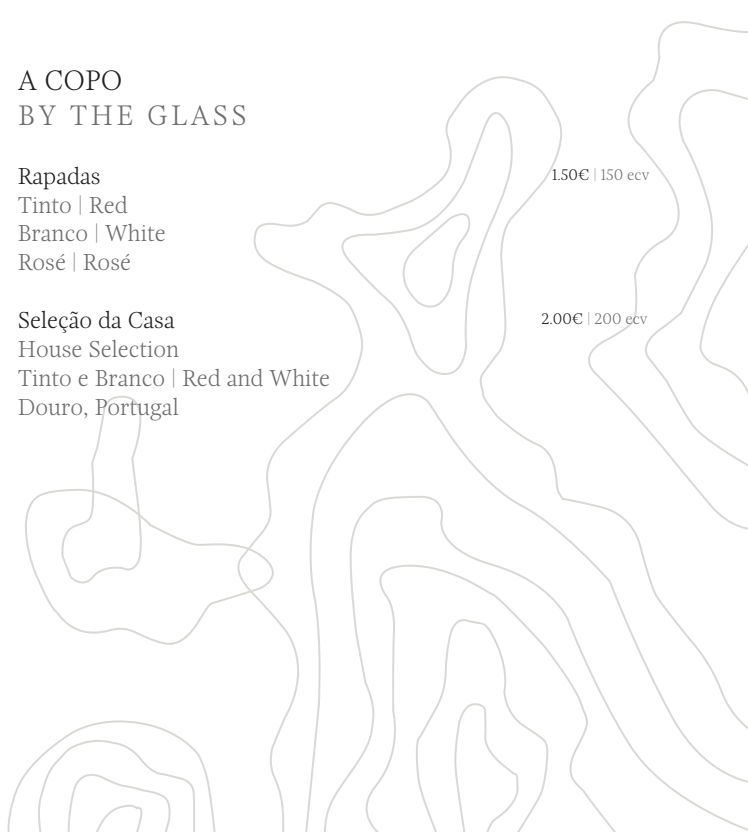 A COPO
BY THE GLASS
Rapadas 1.50€ | 150 ecv
Tinto | Red
Branco | White
Rosé | Rosé
Seleção da Casa 2.00€ | 200 ecv
House Selection
Tinto e Branco | Red and White
Douro, Portugal